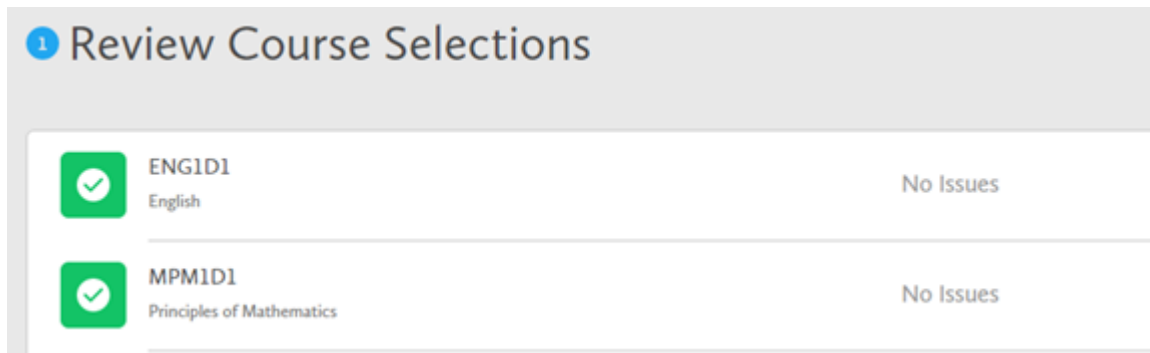 1 Review Course Selections
ENG1D1
English
No Issues
MPM1D1
Principles of Mathematics
No Issues